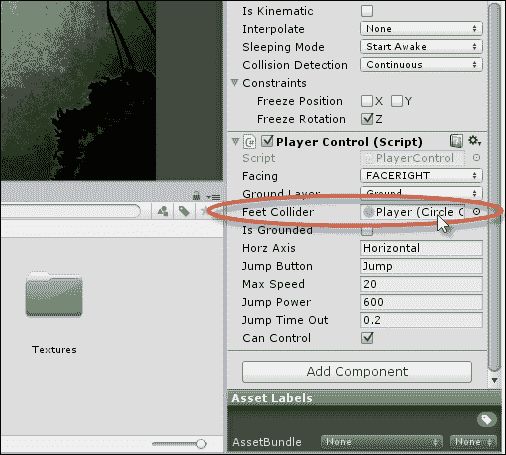 Is Kinematic
Interpolate None
Sleeping Mode Start Awake
Collision Detection Continuous
Constraints
Freeze Position X Y
Freeze Rotation Z
Player Control (Script)
Script PlayerControl
Facing FACERIGHT
Ground Layer Ground
Feet Collider Player (Circle C
Is Grounded
Horz Axis Horizontal
Jump Button Jump
Max Speed 20
Jump Power 600
Jump Time Out 0.2
Can Control
Textures
Add Component
Asset Labels
AssetBundle None None